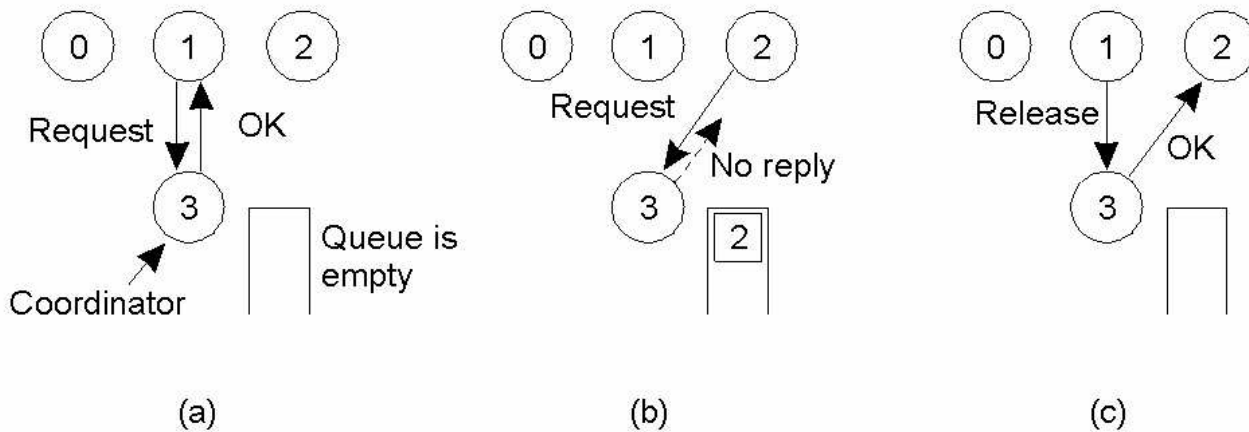 0 1 2
Request OK
3
Queue is
empty
Coordinator
(a)
0 1 2
Request
No reply
3
2
(b)
0 1 2
Release
OK
3
(c)